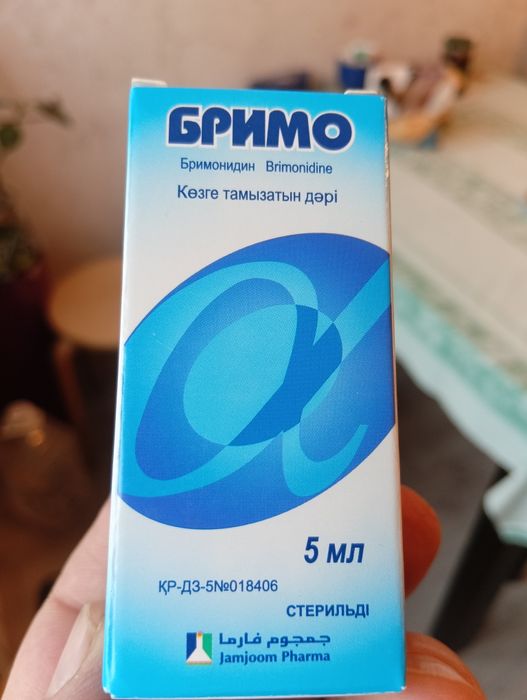 БРИМО
Бримонидин Brimonidine
Көзге тамызатын дәрі
5 мл
ҚР-ДЗ-5№018406
СТЕРИЛЬДІ
جمجوم فارما
Jamjoom Pharma